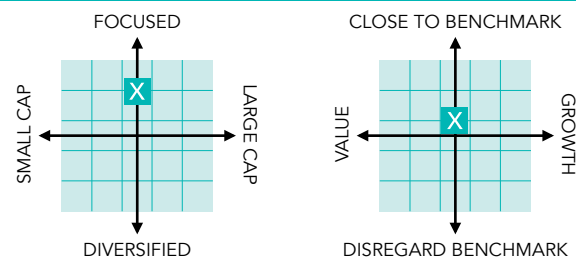 FOCUSED
SMALL CAP
X
LARGE CAP
DIVERSIFIED
CLOSE TO BENCHMARK
VALUE
X
GROWTH
DISREGARD BENCHMARK